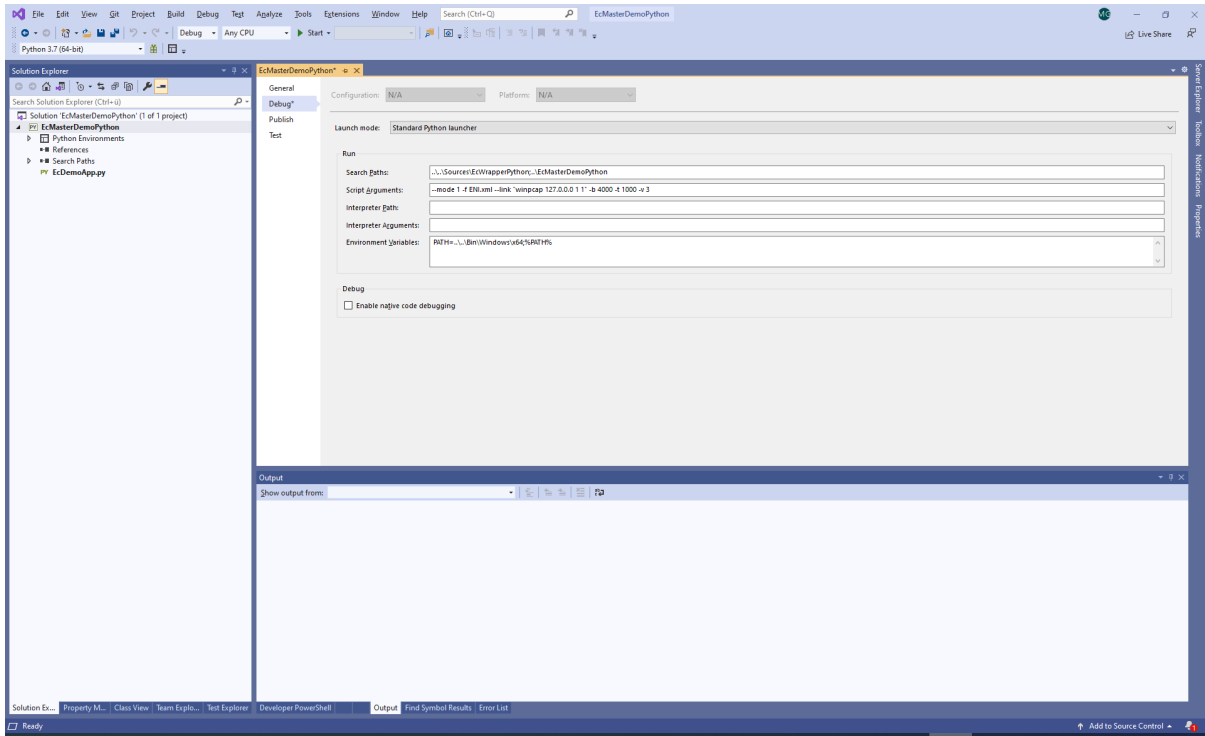 File Edit View Git Project Build Debug Test Analyze Tools Extensions Window Help Search (Ctrl+Q) EcMasterDemoPython MG
Debug Any CPU Start Live Share
Python 3.7 (64-bit)
Solution Explorer
Search Solution Explorer (Ctrl+ü)
Solution 'EcMasterDemoPython' (1 of 1 project)
PY EcMasterDemoPython
Python Environments
References
Search Paths
PY EcDemoApp.py
EcMasterDemoPython*
General
Debug*
Publish
Test
Configuration: N/A Platform: N/A
Launch mode: Standard Python launcher
Run
Search Paths: ..\..\Sources\EcWrapperPython;..\EcMasterDemoPython
Script Arguments: --mode 1 -f ENI.xml --link "winpcap 127.0.0.0 1 1" -b 4000 -t 1000 -v 3
Interpreter Path:
Interpreter Arguments:
Environment Variables: PATH=..\..\Bin\Windows\x64;%PATH%
Debug
Enable native code debugging
Server Explorer
Toolbox
Notifications
Properties
Output
Show output from:
Solution Ex... Property M... Class View Team Explo... Test Explorer
Developer PowerShell Output Find Symbol Results Error List
Ready Add to Source Control 1